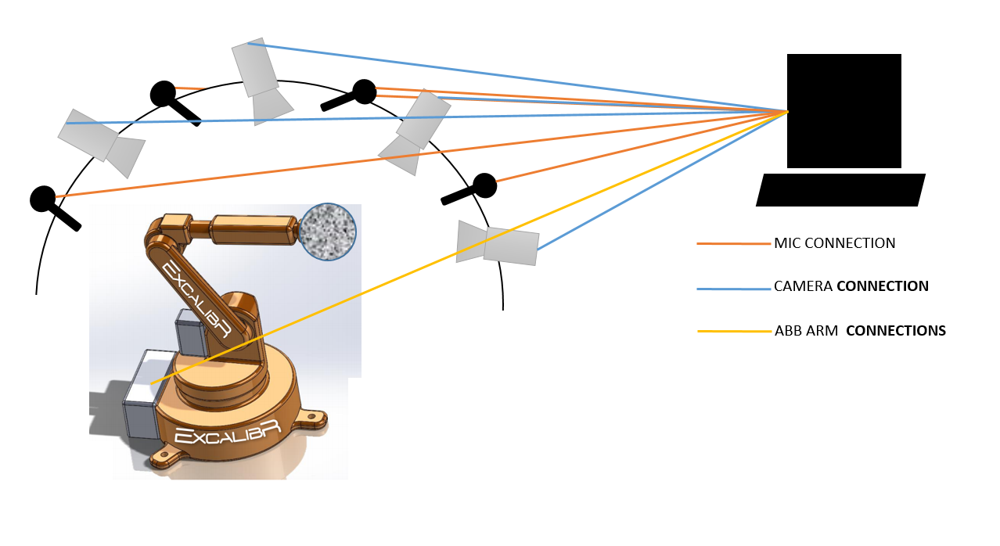 EXCALIBR
EXCALIBR
MIC CONNECTION
CAMERA CONNECTION
ABB ARM  CONNECTIONS